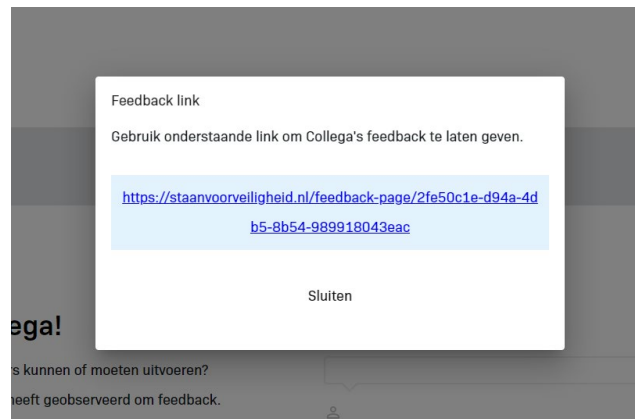 Feedback link
Gebruik onderstaande link om Collega's feedback te laten geven.
https://staanvoorveiligheid.nl/feedback-page/2fe50c1e-d94a-4d
b5-8b54-989918043eac
Sluiten
ega!
s kunnen of moeten uitvoeren?
heeft geobserveerd om feedback.